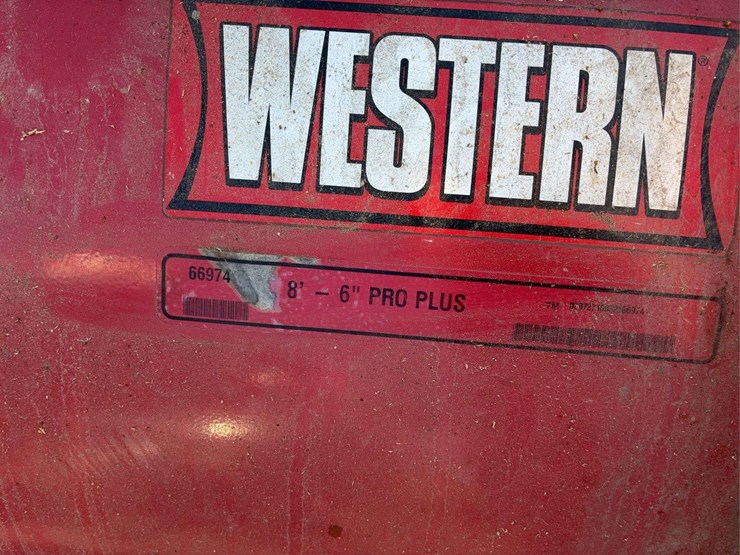 WESTERN
66974
8' - 6" PRO PLUS